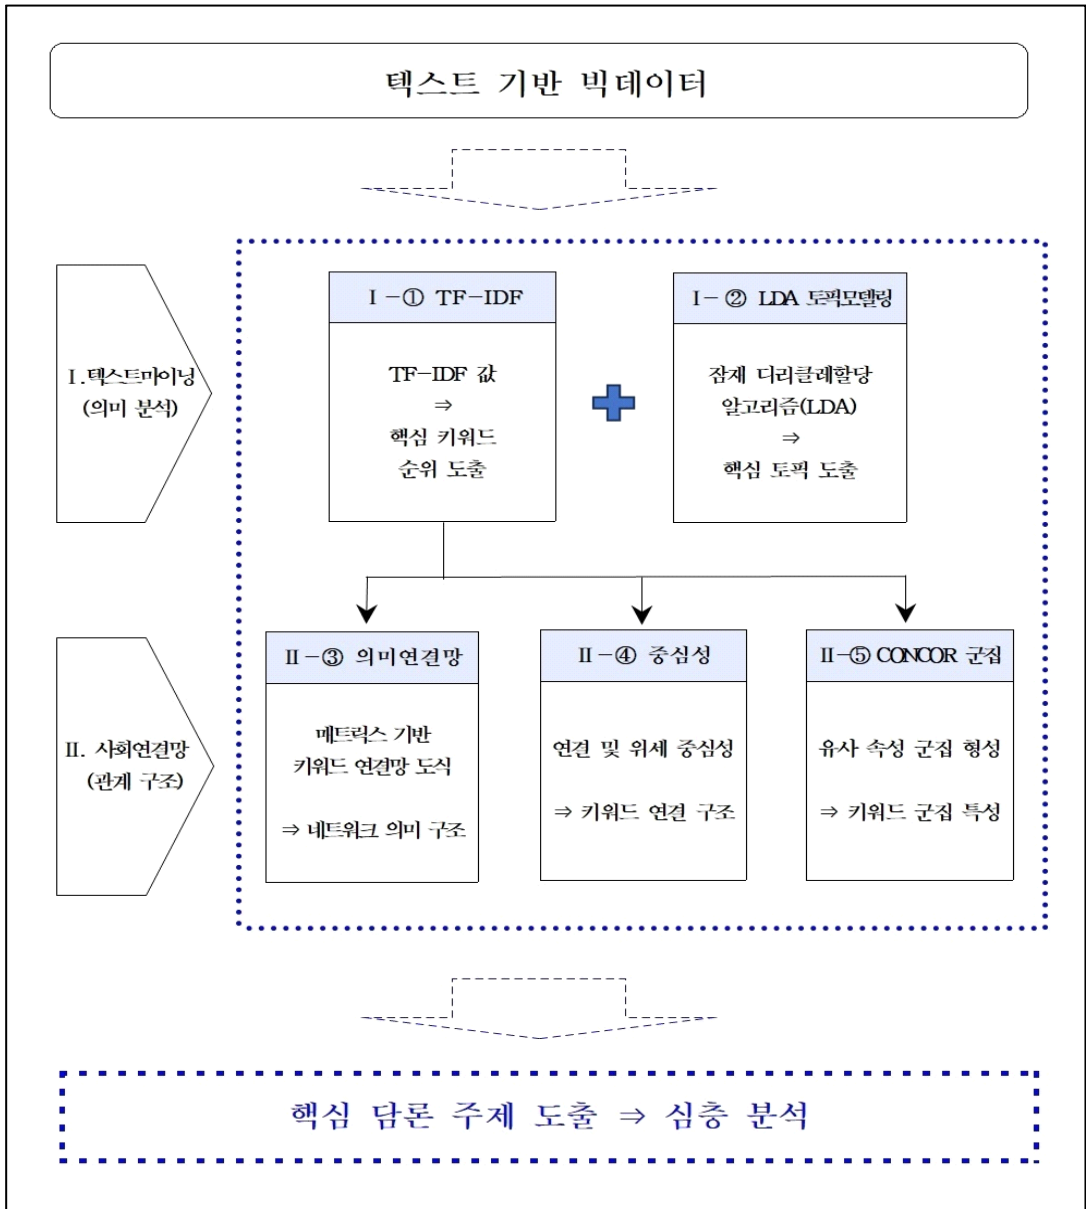 텍스트 기반 빅데이터
Ⅰ-① TF-IDF
Ⅰ-② LDA 토픽모델링
Ⅰ.텍스트마이닝
(의미 분석)
TF-IDF 값
⇒
핵심 키워드
순위 도출
잠재 디리클레할당
알고리즘(LDA)
⇒
핵심 토픽 도출
Ⅱ. 사회연결망
(관계 구조)
Ⅱ-③ 의미연결망
메트릭스 기반
키워드 연결망 도식
⇒ 네트워크 의미 구조
Ⅱ-④ 중심성
연결 및 위세 중심성
⇒ 키워드 연결 구조
Ⅱ-⑤ CONCOR 군집
유사 속성 군집 형성
⇒ 키워드 군집 특성
핵심 담론 주제 도출 ⇒ 심층 분석